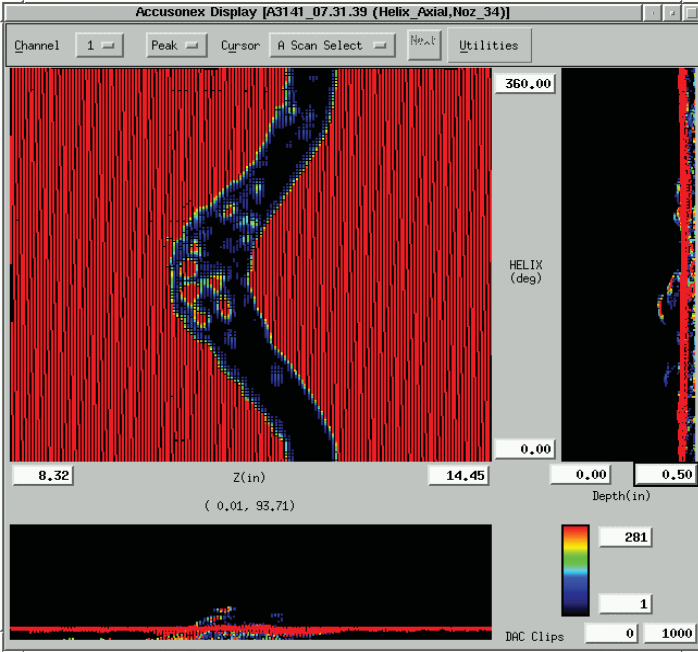 Accusonex Display [A3141_07.31.39 (Helix_Axial,Noz_34)]
Channel 1 Peak Cursor A Scan Select Next Utilities
360.00
HELIX
(deg)
0.00
8.32 Z(in) 14.45 0.00 0.50
Depth(in)
( 0.01, 93.71)
281
1
DAC Clips 0 1000